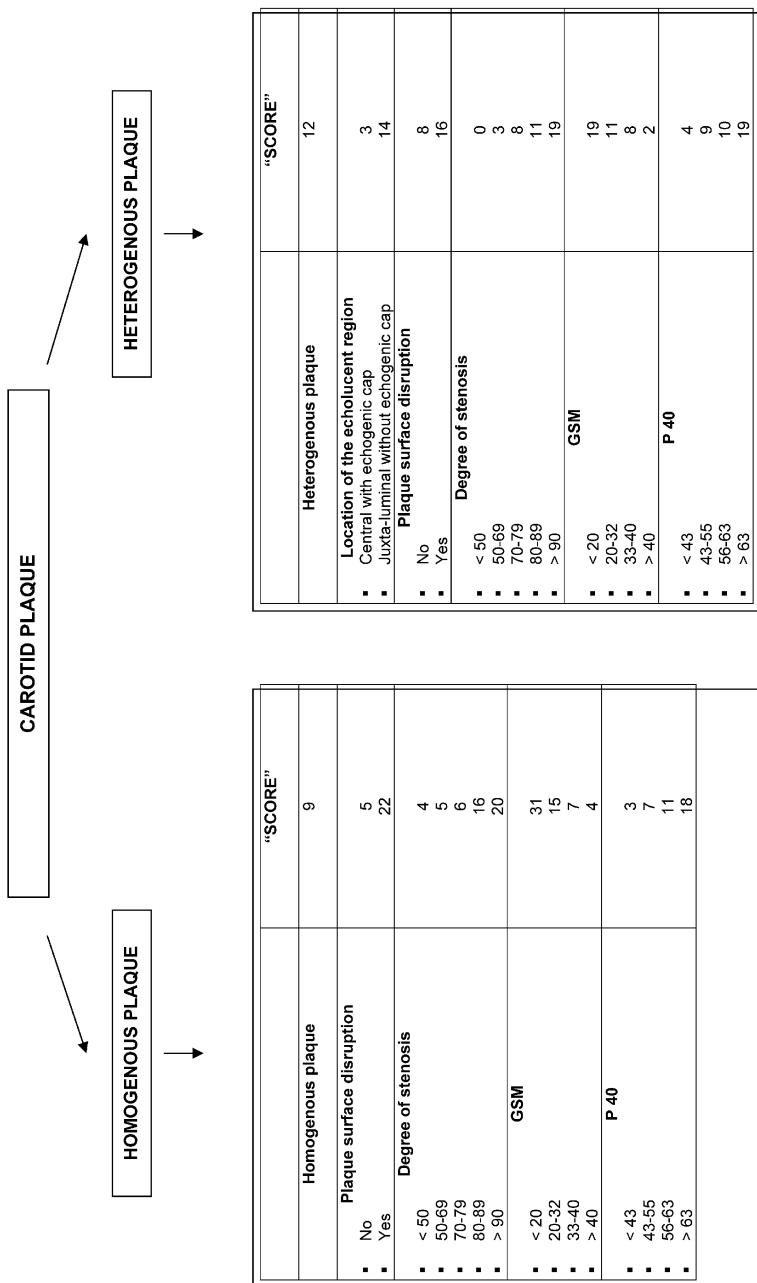 CAROTID PLAQUE
HOMOGENOUS PLAQUE
HETEROGENOUS PLAQUE
“SCORE”
Homogenous plaque 9
Plaque surface disruption
▪ No 5
▪ Yes 22
Degree of stenosis
▪ < 50 4
▪ 50-69 5
▪ 70-79 6
▪ 80-89 16
▪ > 90 20
GSM
▪ < 20 31
▪ 20-32 15
▪ 33-40 7
▪ > 40 4
P 40
▪ < 43 3
▪ 43-55 7
▪ 56-63 11
▪ > 63 18
“SCORE”
Heterogenous plaque 12
Location of the echolucent region
▪ Central with echogenic cap 3
▪ Juxta-luminal without echogenic cap 14
Plaque surface disruption
▪ No 8
▪ Yes 16
Degree of stenosis
▪ < 50 0
▪ 50-69 3
▪ 70-79 8
▪ 80-89 11
▪ > 90 19
GSM
▪ < 20 19
▪ 20-32 11
▪ 33-40 8
▪ > 40 2
P 40
▪ < 43 4
▪ 43-55 9
▪ 56-63 10
▪ > 63 19